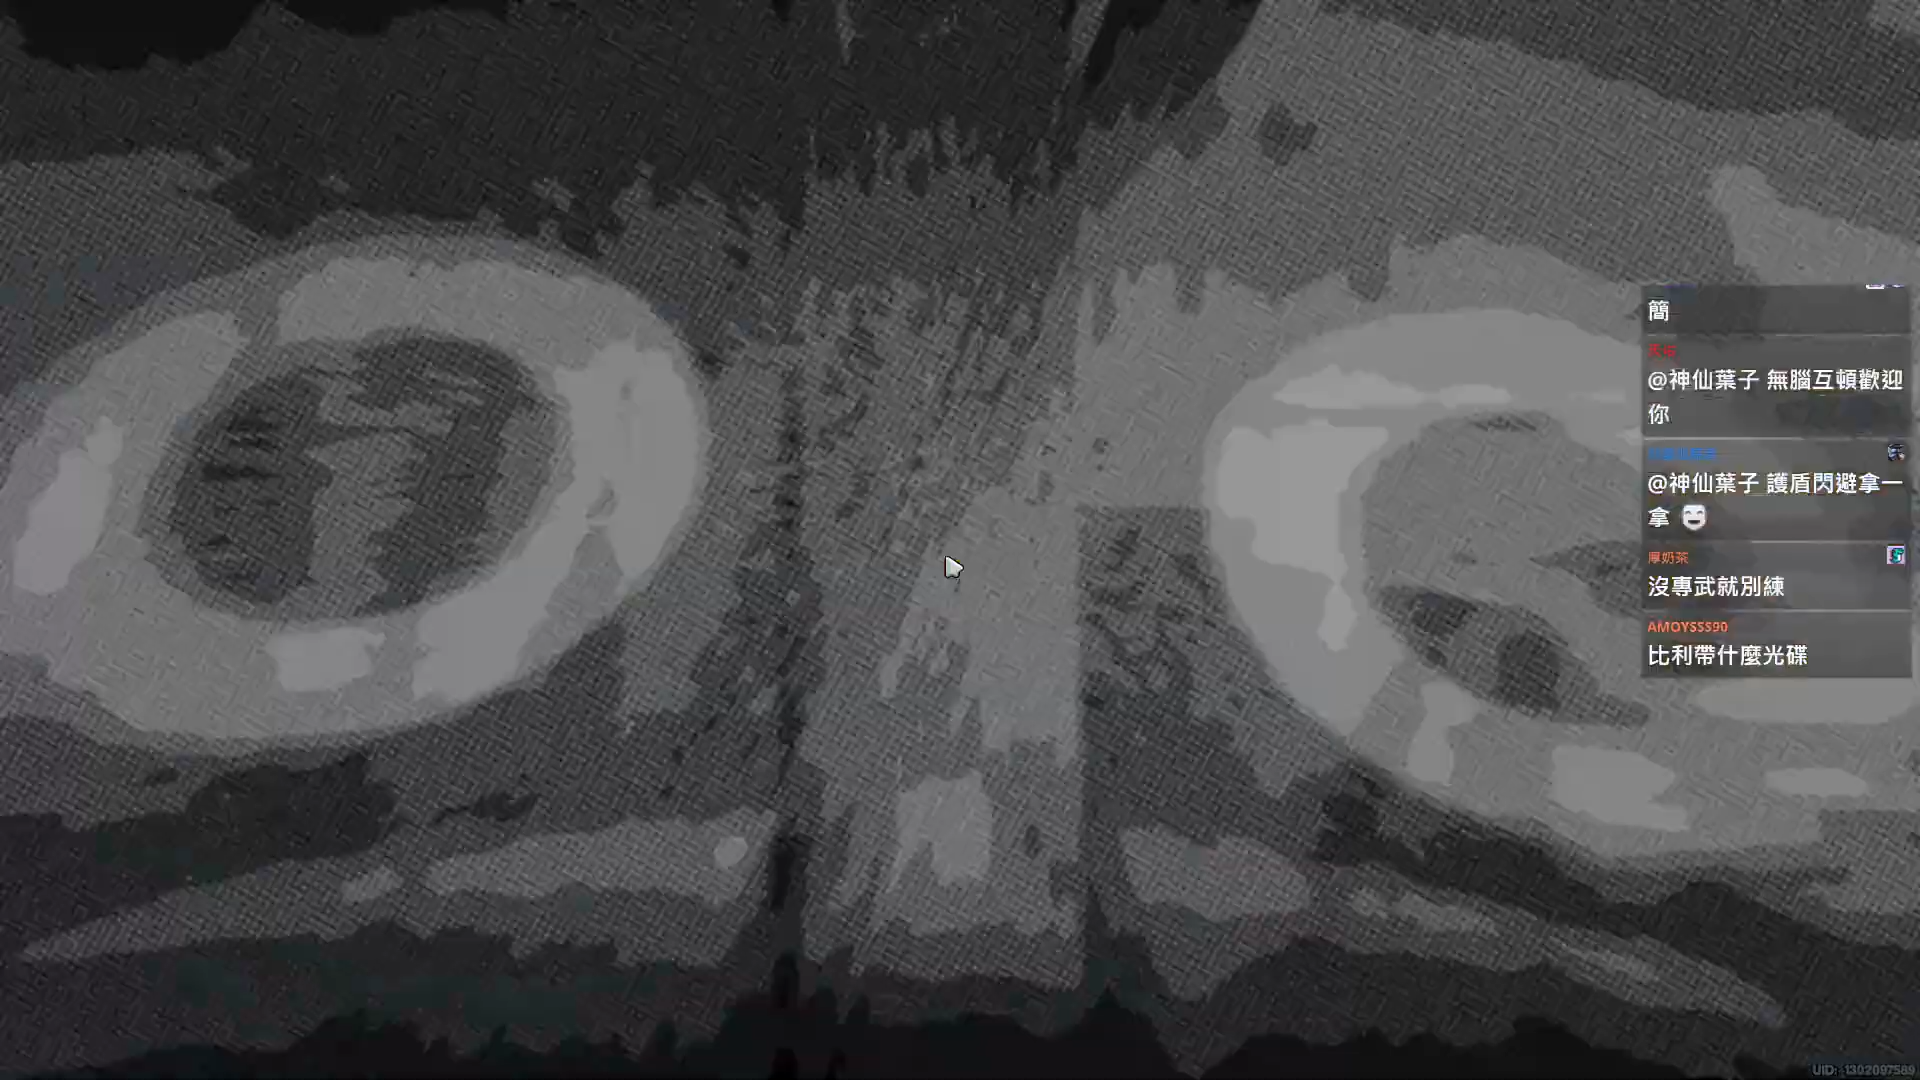 簡
@神仙葉子 無腦互頓歡迎
你
@神仙葉子 護盾閃避拿一
拿
厚奶茶
沒專武就別練
AMOYSSS90
比利帶什麼光碟
UID: 1302097589